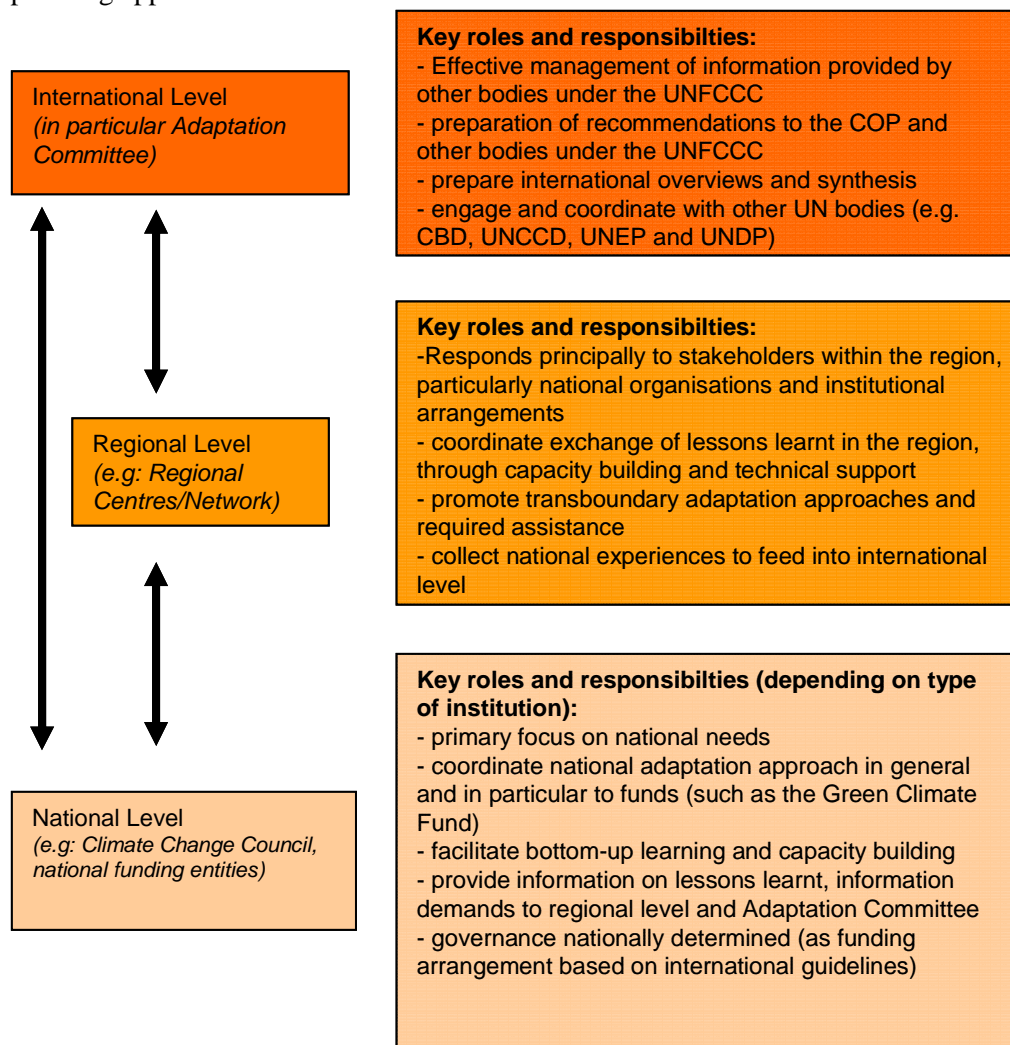 International Level
(in particular Adaptation
Committee)
Key roles and responsibilties:
- Effective management of information provided by
other bodies under the UNFCCC
- preparation of recommendations to the COP and
other bodies under the UNFCCC
- prepare international overviews and synthesis
- engage and coordinate with other UN bodies (e.g.
CBD, UNCCD, UNEP and UNDP)
Regional Level
(e.g: Regional
Centres/Network)
Key roles and responsibilties:
-Responds principally to stakeholders within the region,
particularly national organisations and institutional
arrangements
- coordinate exchange of lessons learnt in the region,
through capacity building and technical support
- promote transboundary adaptation approaches and
required assistance
- collect national experiences to feed into international
level
National Level
(e.g: Climate Change Council,
national funding entities)
Key roles and responsibilties (depending on type
of institution):
- primary focus on national needs
- coordinate national adaptation approach in general
and in particular to funds (such as the Green Climate
Fund)
- facilitate bottom-up learning and capacity building
- provide information on lessons learnt, information
demands to regional level and Adaptation Committee
- governance nationally determined (as funding
arrangement based on international guidelines)